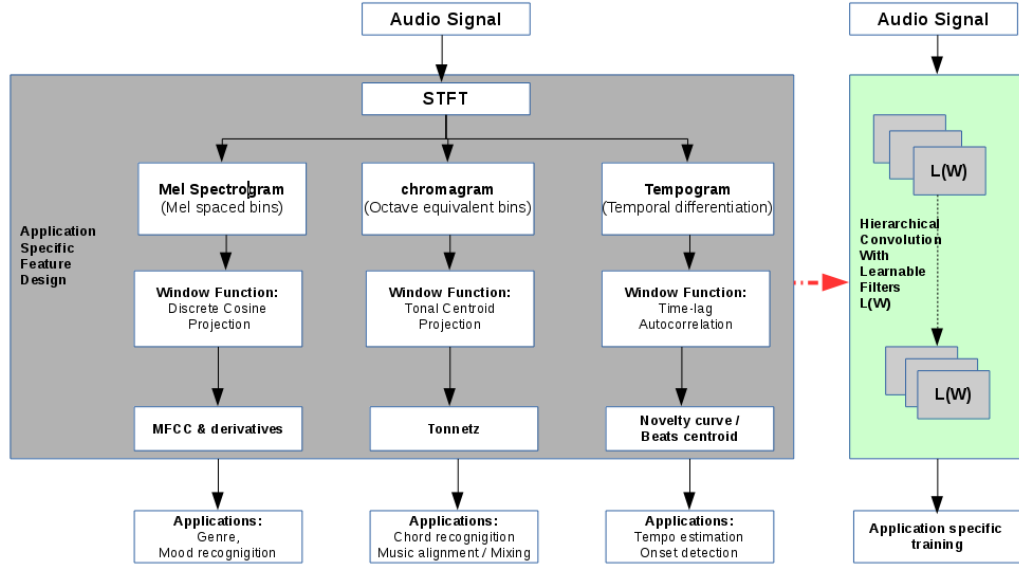 Audio Signal
STFT
Mel Spectrogram
(Mel spaced bins)
chromagram
(Octave equivalent bins)
Tempogram
(Temporal differentiation)
Application
Specific
Feature
Design
Window Function:
Discrete Cosine
Projection
Window Function:
Tonal Centroid
Projection
Window Function:
Time-lag
Autocorrelation
MFCC & derivatives
Tonnetz
Novelty curve /
Beats centroid
Applications:
Genre,
Mood recognigition
Applications:
Chord recognigition
Music alignment / Mixing
Applications:
Tempo estimation
Onset detection
Audio Signal
L(W)
Hierarchical
Convolution
With
Learnable
Filters
L(W)
L(W)
Application specific
training